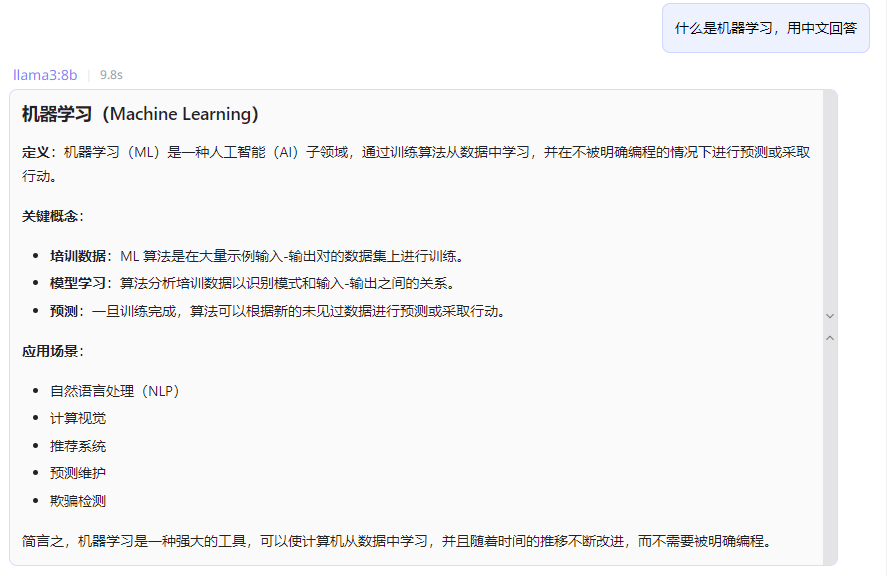 什么是机器学习，用中文回答
llama3:8b | 9.8s
机器学习（Machine Learning）
定义：机器学习（ML）是一种人工智能（AI）子领域，通过训练算法从数据中学习，并在不被明确编程的情况下进行预测或采取
行动。
关键概念：
培训数据：ML 算法是在大量示例输入-输出对的数据集上进行训练。
模型学习：算法分析培训数据以识别模式和输入-输出之间的关系。
预测：一旦训练完成，算法可以根据新的未见过数据进行预测或采取行动。
应用场景：
自然语言处理（NLP）
计算视觉
推荐系统
预测维护
欺骗检测
简言之，机器学习是一种强大的工具，可以使计算机从数据中学习，并且随着时间的推移不断改进，而不需要被明确编程。